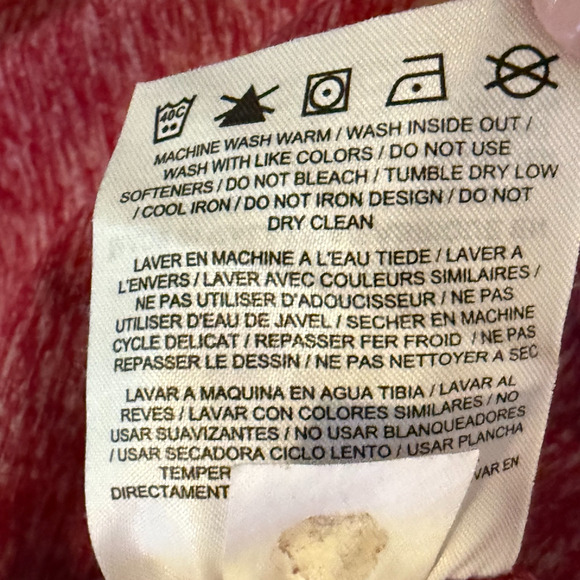 40C
MACHINE WASH WARM / WASH INSIDE OUT /
WASH WITH LIKE COLORS / DO NOT USE
SOFTENERS / DO NOT BLEACH / TUMBLE DRY LOW
/ COOL IRON / DO NOT IRON DESIGN / DO NOT
DRY CLEAN
LAVER EN MACHINE A L'EAU TIEDE / LAVER A
L'ENVERS / LAVER AVEC COULEURS SIMILAIRES /
NE PAS UTILISER D'ADOUCISSEUR / NE PAS
UTILISER D'EAU DE JAVEL / SECHER EN MACHINE
CYCLE DELICAT / REPASSER FER FROID / NE PAS
REPASSER LE DESSIN / NE PAS NETTOYER A SEC
LAVAR A MAQUINA EN AGUA TIBIA / LAVAR AL
REVES / LAVAR CON COLORES SIMILARES / NO
USAR SUAVIZANTES / NO USAR BLANQUEADORES
/ USAR SECADORA CICLO LENTO / USAR PLANCHA
TEMPER VAR EN
DIRECTAMENT